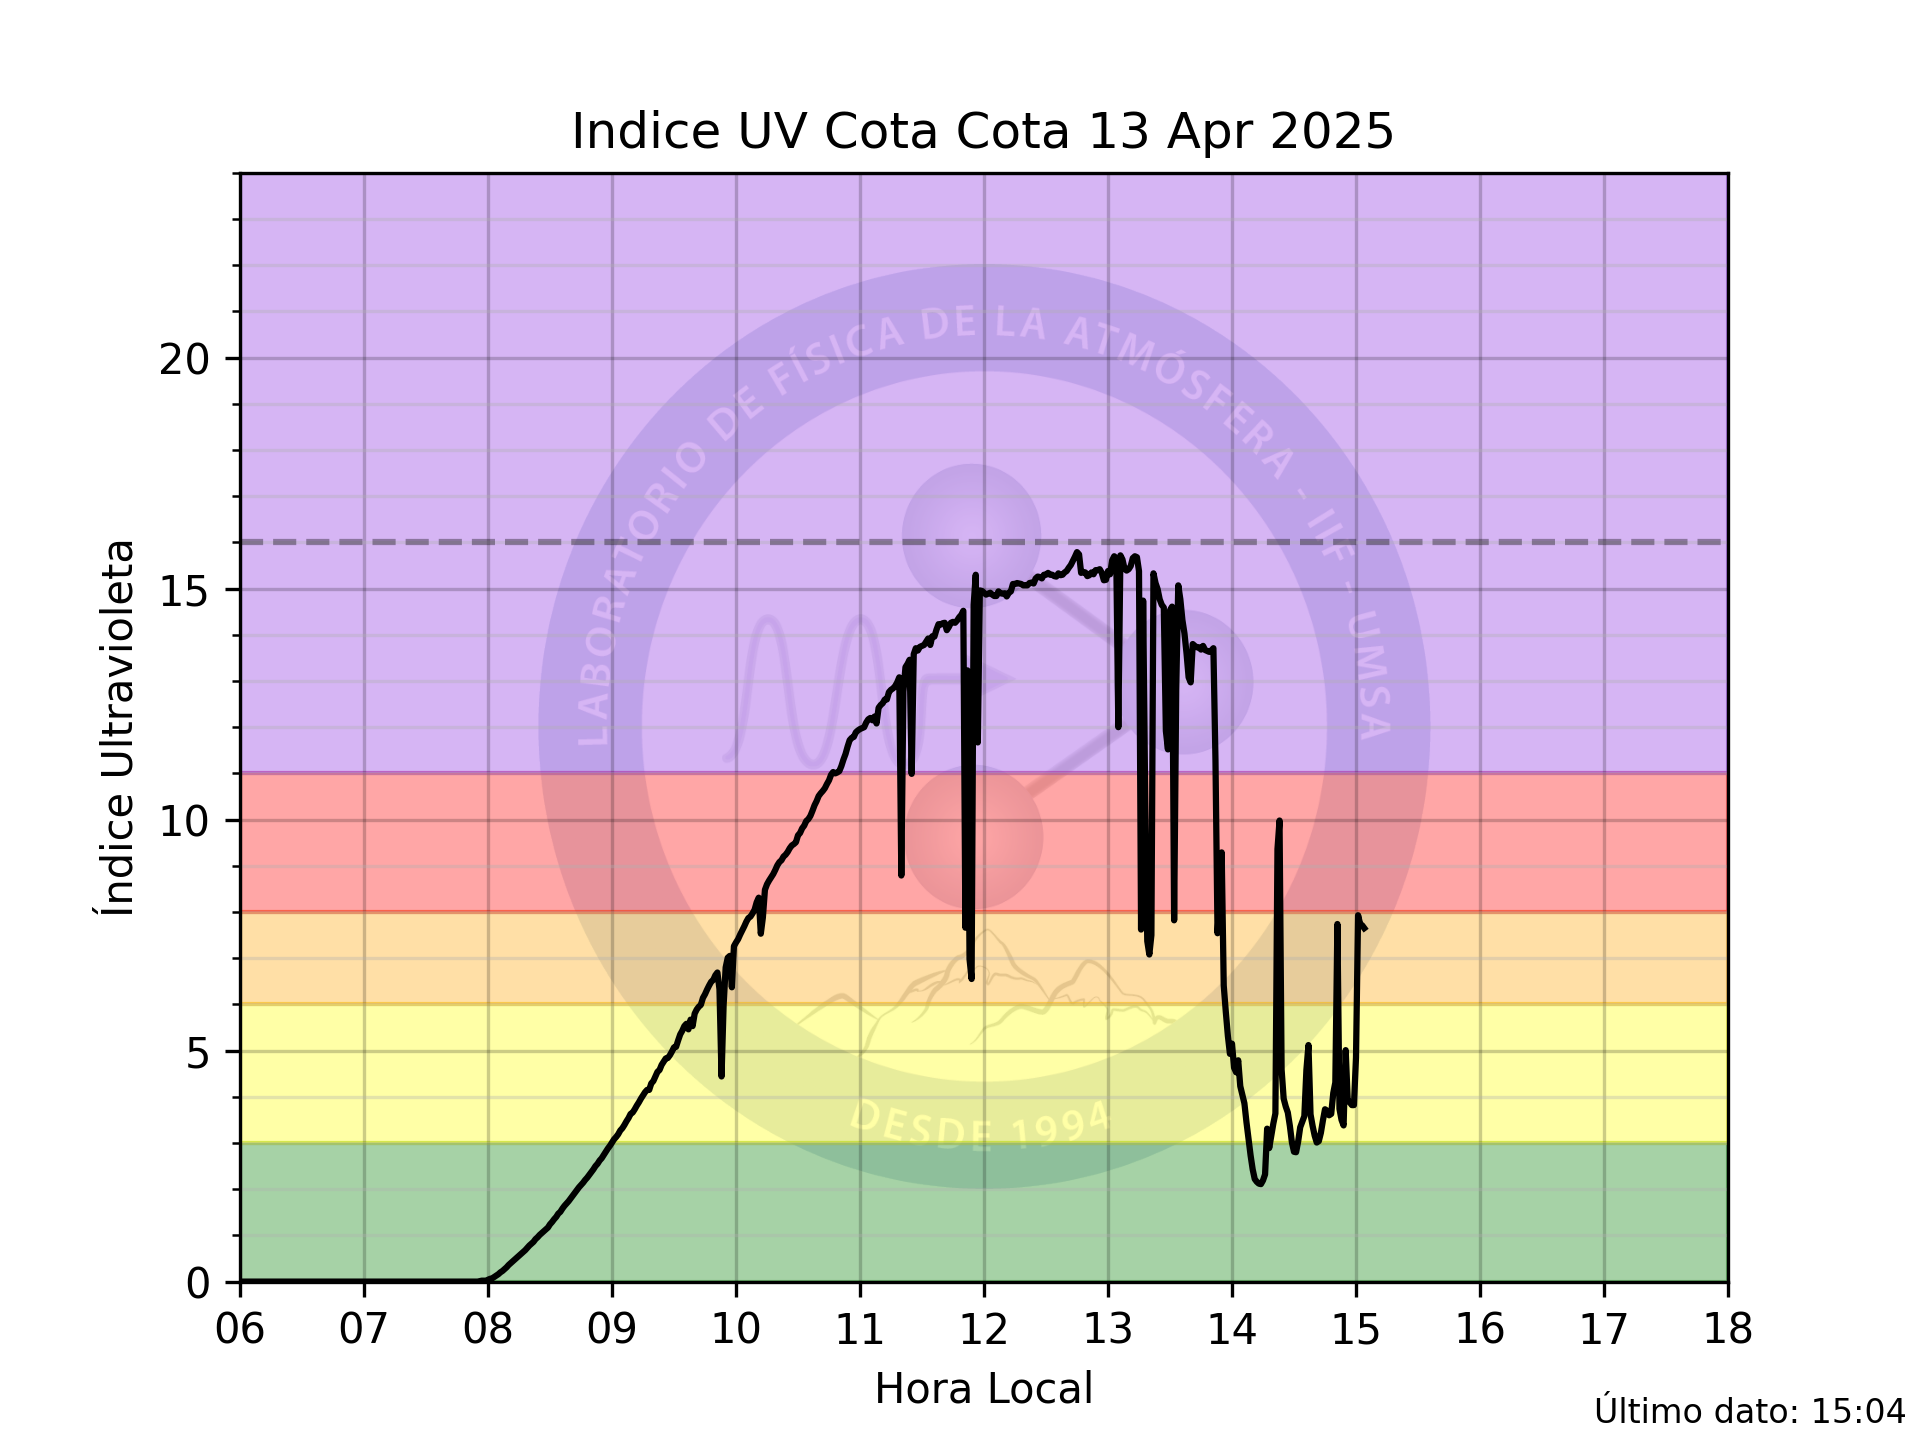 Indice UV Cota Cota 13 Apr 2025
LABORATORIO DE FÍSICA DE LA ATMÓSFERA - IIF - UMSA
DESDE 1994
Índice Ultravioleta
20
15
10
5
0
06 07 08 09 10 11 12 13 14 15 16 17 18
Hora Local
Último dato: 15:04